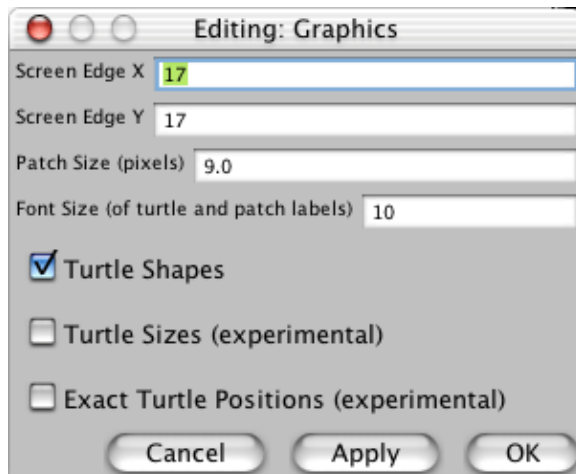 Editing: Graphics
Screen Edge X 17
Screen Edge Y 17
Patch Size (pixels) 9.0
Font Size (of turtle and patch labels) 10
Turtle Shapes
Turtle Sizes (experimental)
Exact Turtle Positions (experimental)
Cancel Apply OK